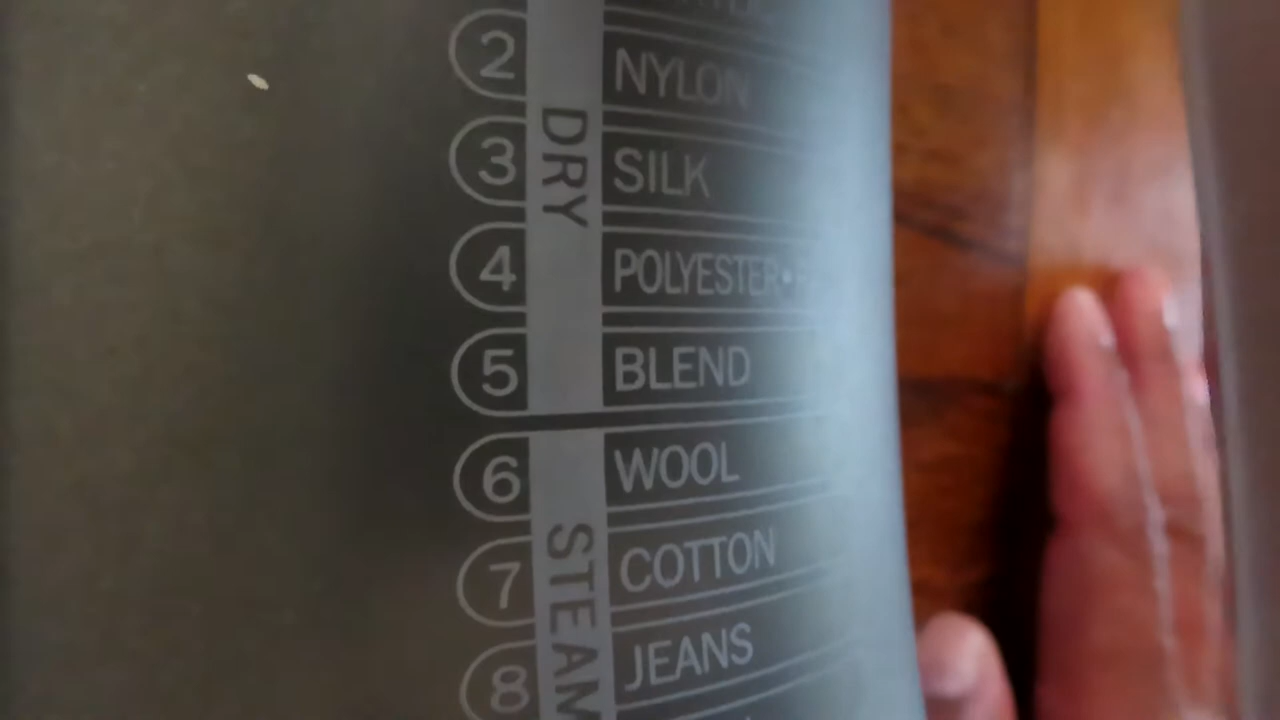 2 NYLON
3 SILK
DRY
4 POLYESTER•
5 BLEND
6 WOOL
7 COTTON
STEAM
8 JEANS